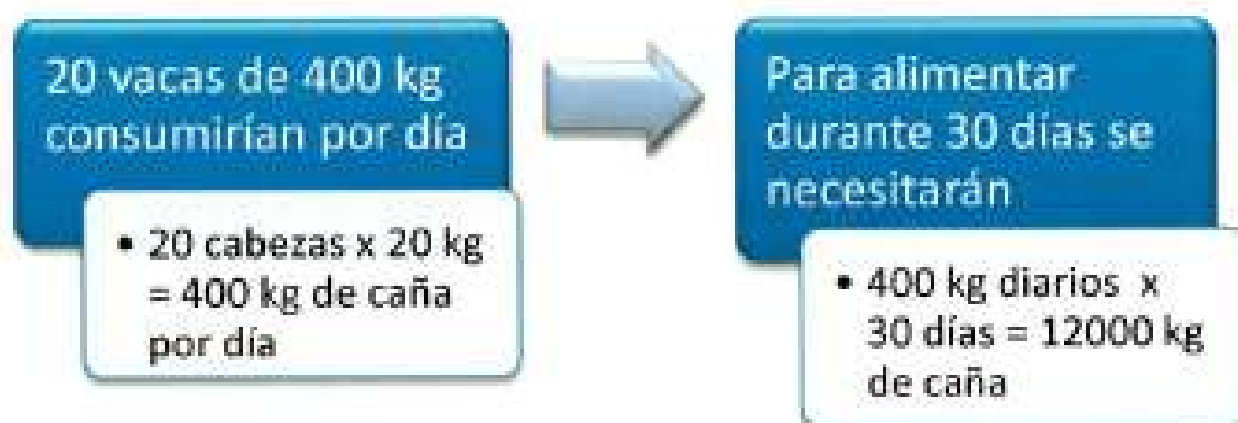 20 vacas de 400 kg
consumirían por día
• 20 cabezas x 20 kg
= 400 kg de caña
por día
Para alimentar
durante 30 días se
necesitarán
• 400 kg diarios x
30 días = 12000 kg
de caña